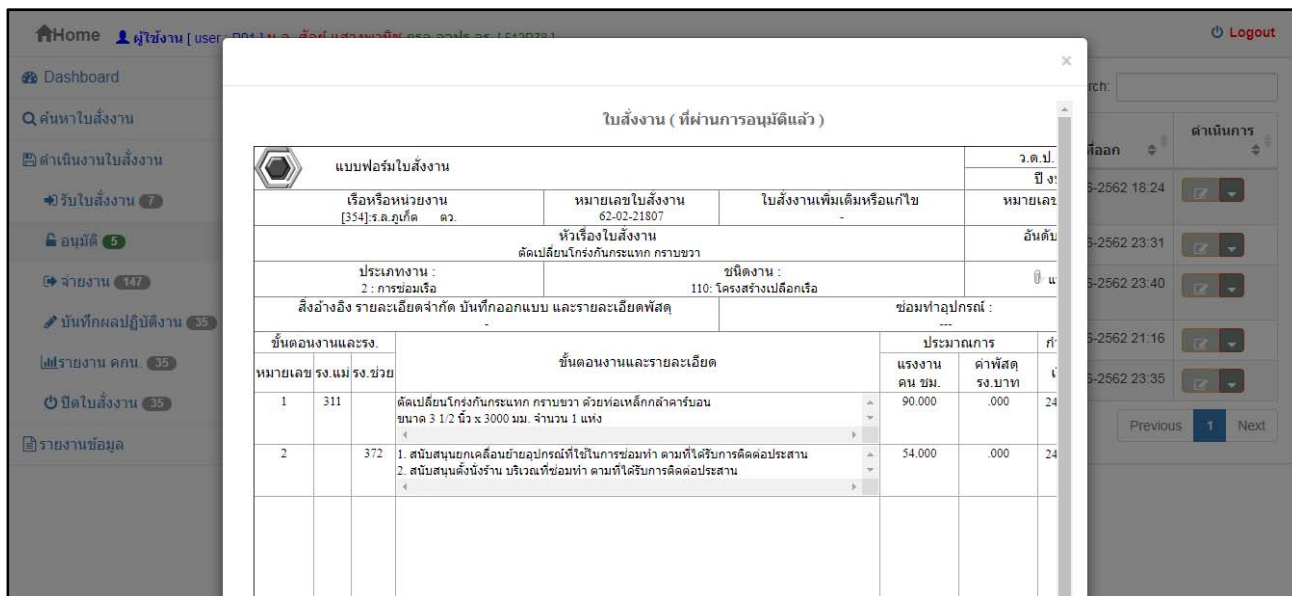 Home ผู้ใช้งาน [ user : Logout
Dashboard
ค้นหาใบสั่งงาน
ดำเนินงานใบสั่งงาน
รับใบสั่งงาน 7
อนุมัติ 5
จ่ายงาน 147
บันทึกผลปฏิบัติงาน 35
รายงาน คกน. 35
ปิดใบสั่งงาน 35
รายงานข้อมูล
×
ใบสั่งงาน ( ที่ผ่านการอนุมัติแล้ว )
แบบฟอร์มใบสั่งงาน
ว.ด.ป.
ปี
เรือหรือหน่วยงาน หมายเลขใบสั่งงาน ใบสั่งงานเพิ่มเติมหรือแก้ไข หมายเลข
[354]:ร.ล.ภูเก็ต ตว. 62-02-21807 -
หัวเรื่องใบสั่งงาน อันดับ
ตัดเปลี่ยนโกร่งกันกระแทก กราบขวา
ประเภทงาน : ชนิดงาน :
2 : การซ่อมเรือ 110: โครงสร้างเปลือกเรือ
สิ่งอ้างอิง รายละเอียดจำกัด บันทึกออกแบบ และรายละเอียดพัสดุ ซ่อมทำอุปกรณ์ :
- ---
ขั้นตอนงานและรง. ขั้นตอนงานและรายละเอียด ประมาณการ
หมายเลข รง.แม่ รง.ช่วย แรงงาน ค่าพัสดุ
คน ชม. รง.บาท
1 311 ตัดเปลี่ยนโกร่งกันกระแทก กราบขวา ด้วยท่อเหล็กกล้าคาร์บอน 90.000 .000 24
ขนาด 3 1/2 นิ้ว x 3000 มม. จำนวน 1 แห่ง
2 372 1. สนับสนุนยกเคลื่อนย้ายอุปกรณ์ที่ใช้ในการซ่อมทำ ตามที่ได้รับการติดต่อประสาน 54.000 .000 24
2. สนับสนุนตั้งนั่งร้าน บริเวณที่ซ่อมทำ ตามที่ได้รับการติดต่อประสาน
rch:
ที่ออก ดำเนินการ
-2562 18:24
-2562 23:31
-2562 23:40
-2562 21:16
-2562 23:35
Previous 1 Next